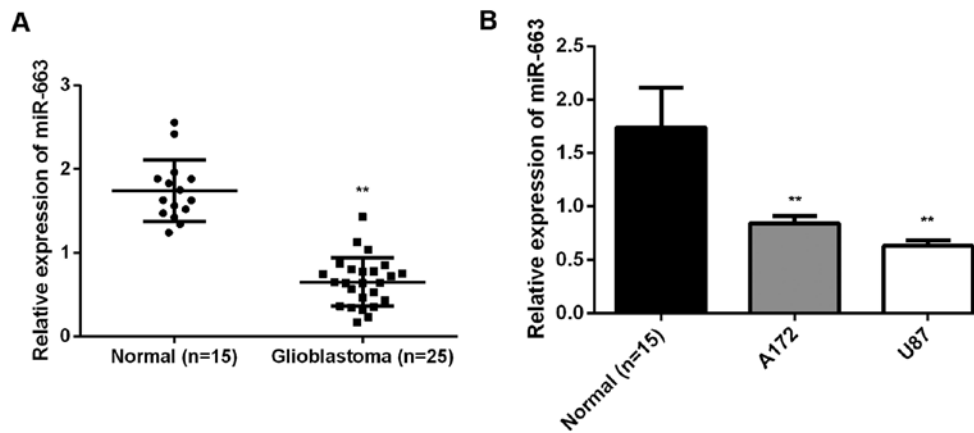 A
Relative expression of miR-663
3
2
1
0
**
Normal (n=15)
Glioblastoma (n=25)
B
Relative expression of miR-663
2.5
2.0
1.5
1.0
0.5
0.0
**
**
Normal (n=15)
A172
U87